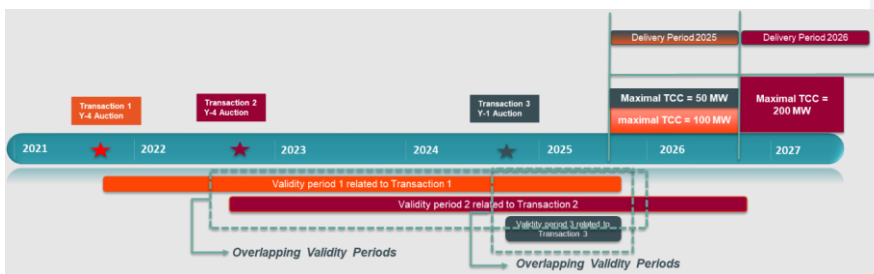 Delivery Period 2025
Delivery Period 2026
Transaction 1
Y-4 Auction
Transaction 2
Y-4 Auction
Transaction 3
Y-1 Auction
Maximal TCC = 50 MW
maximal TCC = 100 MW
Maximal TCC =
200 MW
2021
2022
2023
2024
2025
2026
2027
Validity period 1 related to Transaction 1
Validity period 2 related to Transaction 2
Validity period 3 related to
Transaction 3
Overlapping Validity Periods
Overlapping Validity Periods